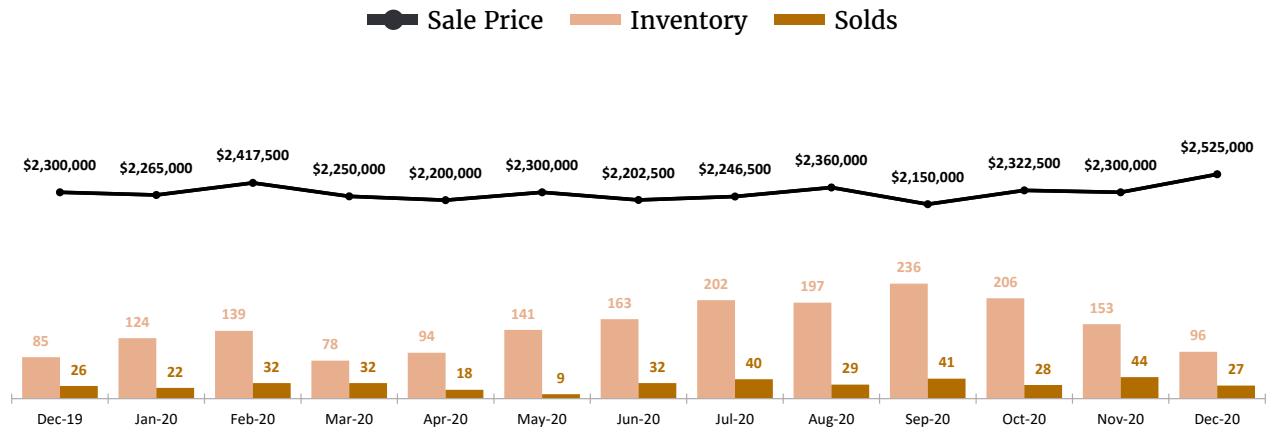 Sale Price Inventory Solds
$2,300,000 $2,265,000 $2,417,500 $2,250,000 $2,200,000 $2,300,000 $2,202,500 $2,246,500 $2,360,000 $2,150,000 $2,322,500 $2,300,000 $2,525,000
85 124 139 78 94 141 163 202 197 236 206 153 96
26 22 32 32 18 9 32 40 29 41 28 44 27
Dec-19 Jan-20 Feb-20 Mar-20 Apr-20 May-20 Jun-20 Jul-20 Aug-20 Sep-20 Oct-20 Nov-20 Dec-20